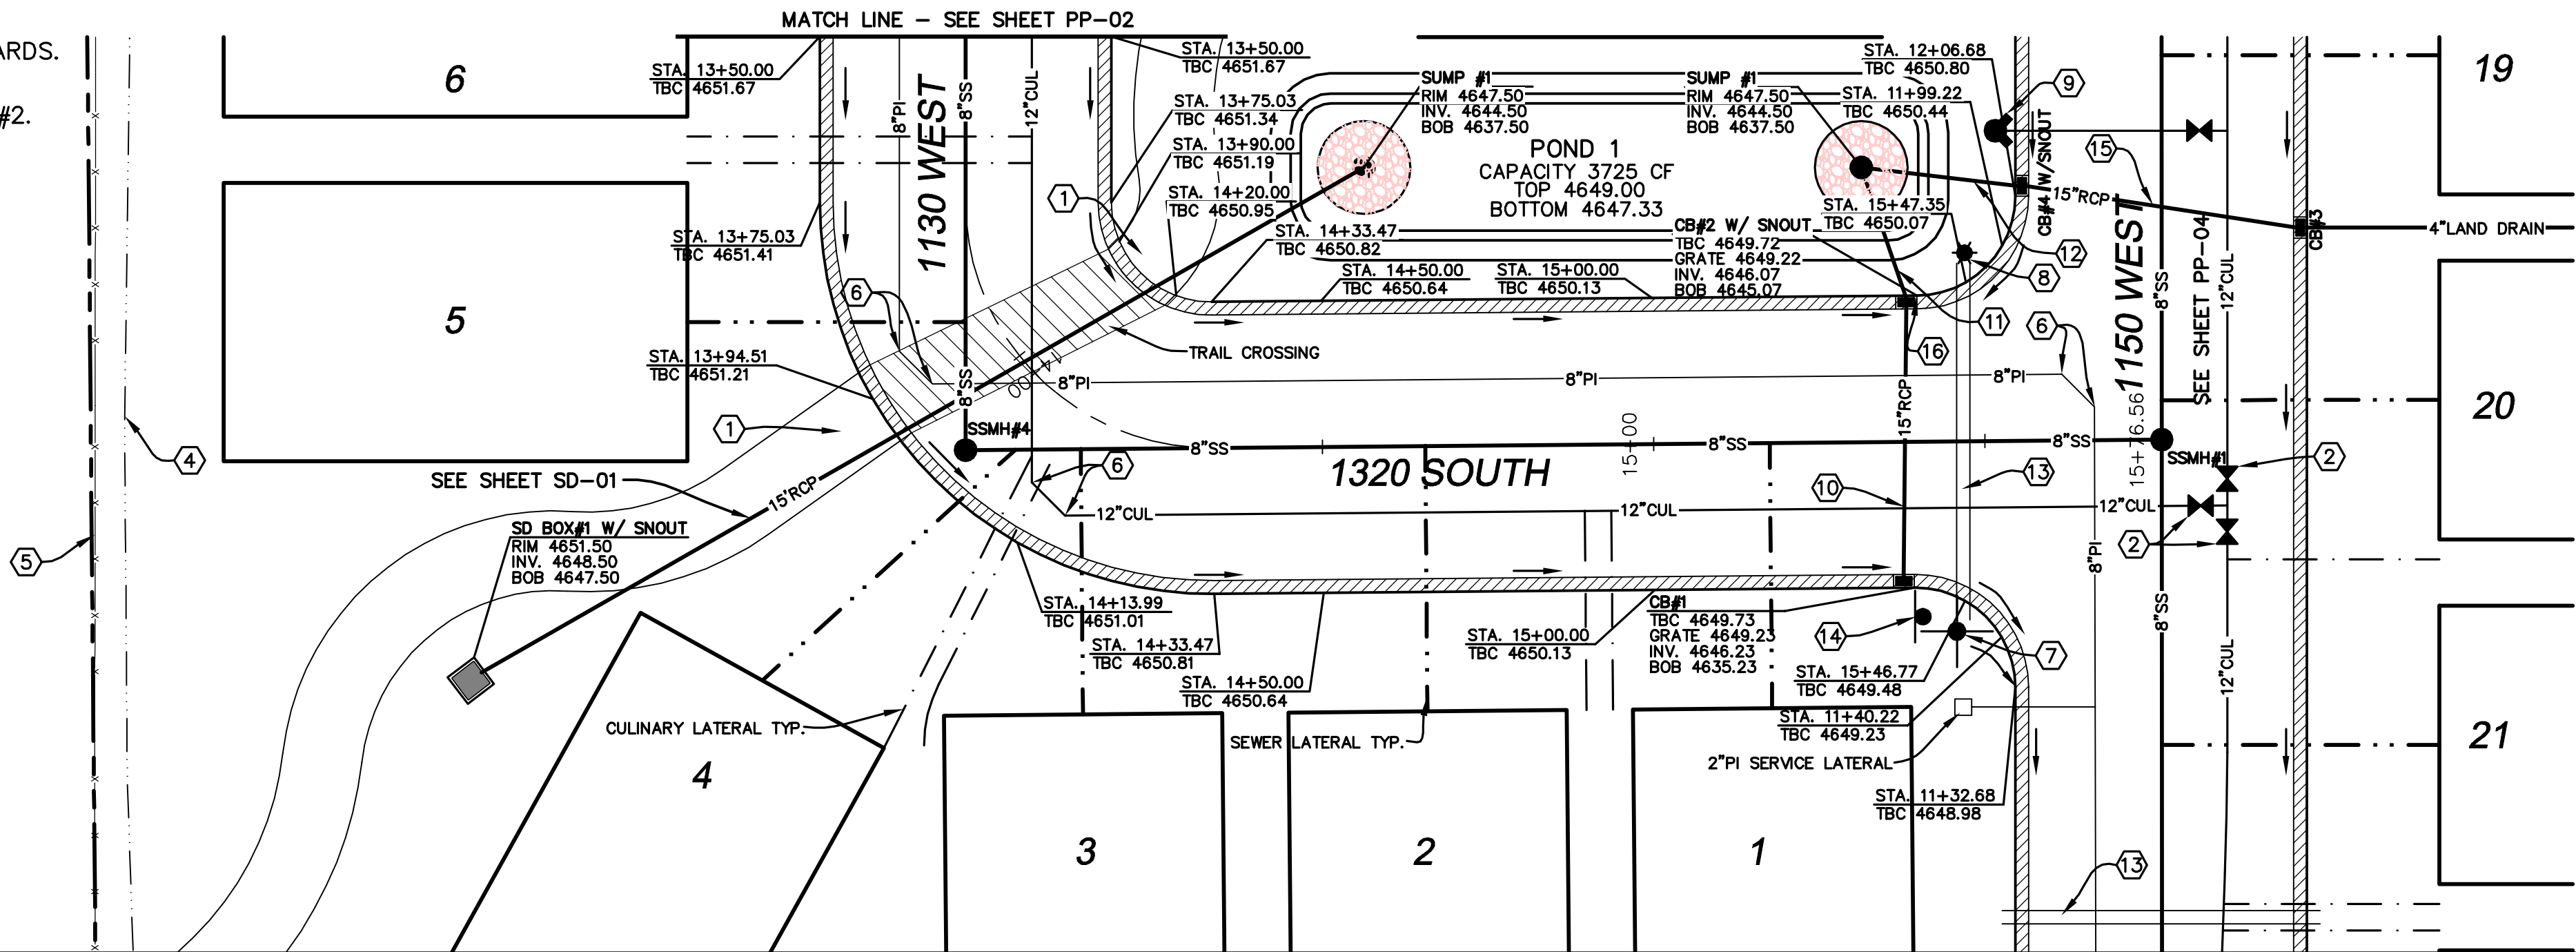 MATCH LINE - SEE SHEET PP-02
ARDS.
#2.
6
5
4
3
2
1
19
20
21
STA. 13+50.00
TBC 4651.67
STA. 13+50.00
TBC 4651.67
8"PI
1130 WEST
8"SS
12"CUL
STA. 13+75.03
TBC 4651.34
STA. 13+90.00
TBC 4651.19
STA. 14+20.00
TBC 4650.95
STA. 14+33.47
TBC 4650.82
STA. 14+50.00
TBC 4650.64
STA. 15+00.00
TBC 4650.13
SUMP #1
RIM 4647.50
INV. 4644.50
BOB 4637.50
SUMP #1
RIM 4647.50
INV. 4644.50
BOB 4637.50
POND 1
CAPACITY 3725 CF
TOP 4649.00
BOTTOM 4647.33
STA. 12+06.68
TBC 4650.80
STA. 11+99.22
TBC 4650.44
STA. 15+47.35
TBC 4650.07
CB#2 W/ SNOUT
TBC 4649.72
GRATE 4649.22
INV. 4646.07
BOB 4645.07
9
CB#4 W/SNOUT
15
15"RCP
CB#3
4"LAND DRAIN
12
8
11
16
6
1150 WEST
8"SS
SEE SHEET PP-04
12"CUL
STA. 13+75.03
TBC 4651.41
1
6
STA. 13+94.51
TBC 4651.21
TRAIL CROSSING
8"PI
8"PI
8"PI
8"SS
1
4
5
SSMH#4
8"SS
8"SS
8"SS
15+00
15"RCP
15+76.56
SSMH#1
2
2
1320 SOUTH
6
10
13
12"CUL
12"CUL
12"CUL
SEE SHEET SD-01
15'RCP
SD BOX#1 W/ SNOUT
RIM 4651.50
INV. 4648.50
BOB 4647.50
STA. 14+13.99
TBC 4651.01
STA. 14+33.47
TBC 4650.81
STA. 14+50.00
TBC 4650.64
STA. 15+00.00
TBC 4650.13
CB#1
TBC 4649.73
GRATE 4649.23
INV. 4646.23
BOB 4635.23
14
7
STA. 15+46.77
TBC 4649.48
STA. 11+40.22
TBC 4649.23
2"PI SERVICE LATERAL
STA. 11+32.68
TBC 4648.98
8"PI
8"SS
12"CUL
13
CULINARY LATERAL TYP.
SEWER LATERAL TYP.